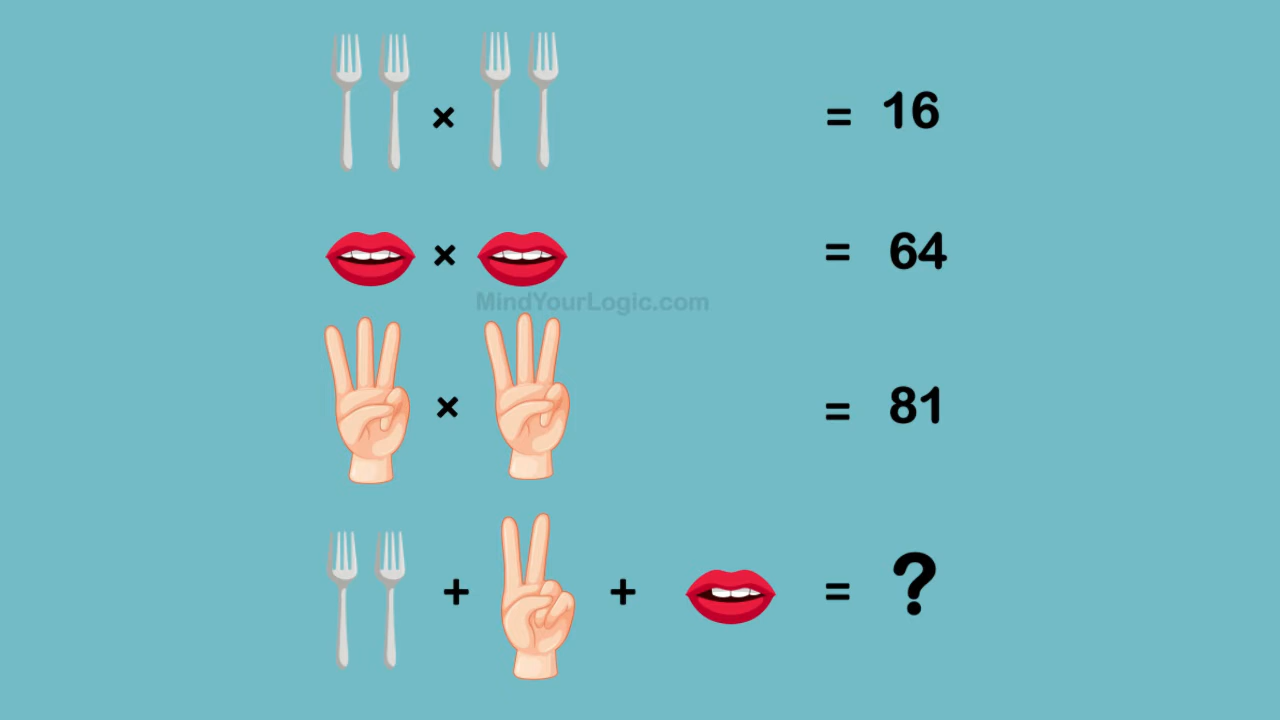 × = 16
× = 64
MindYourLogic.com
× = 81
+ + = ?